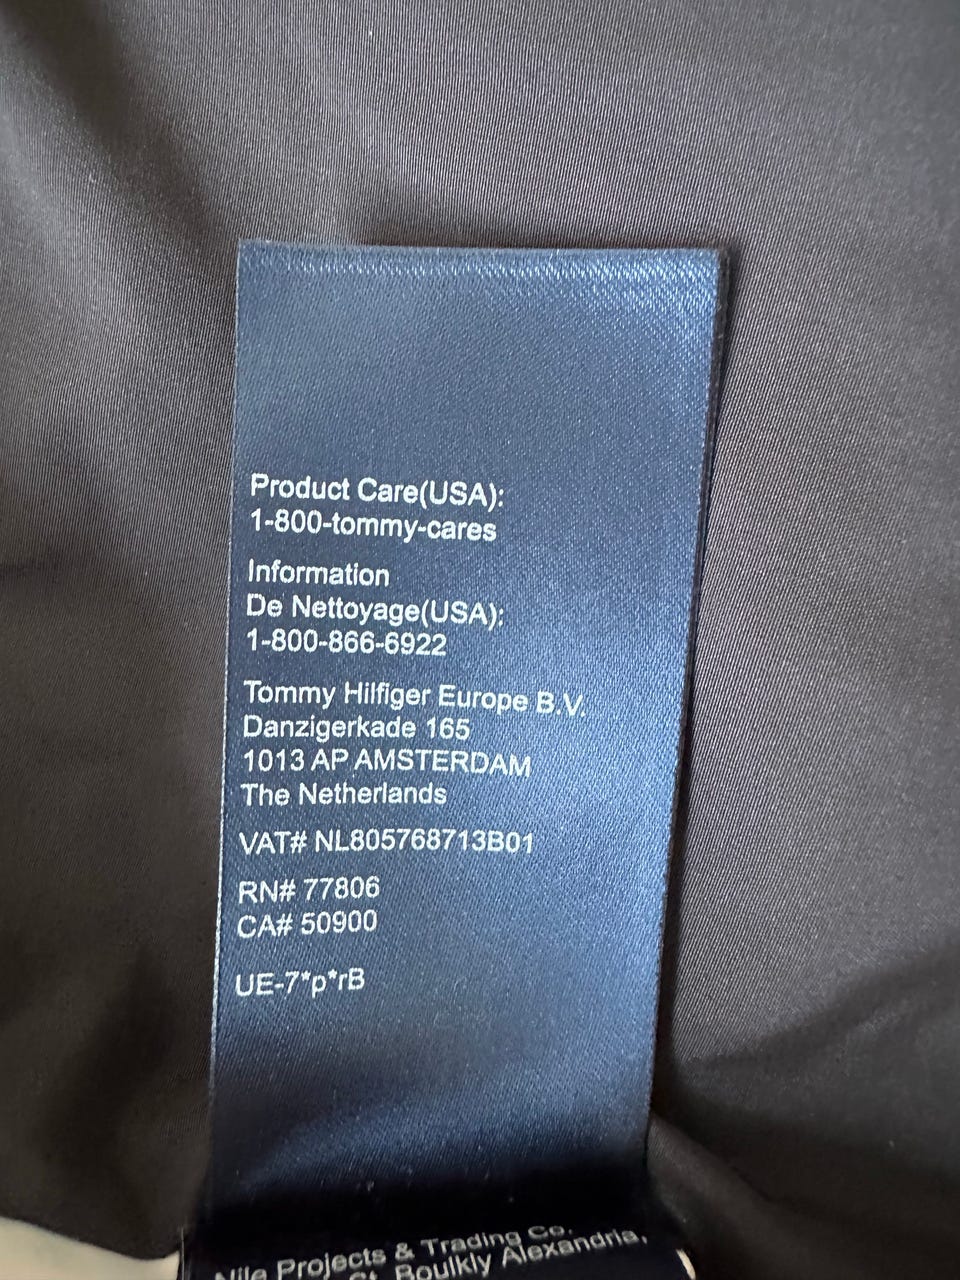 Product Care(USA):
1-800-tommy-cares
Information
De Nettoyage(USA):
1-800-866-6922
Tommy Hilfiger Europe B.V.
Danzigerkade 165
1013 AP AMSTERDAM
The Netherlands
VAT# NL805768713B01
RN# 77806
CA# 50900
UE-7*p*rB
Nile Projects & Trading Co.
St. Boulkly Alexandria,